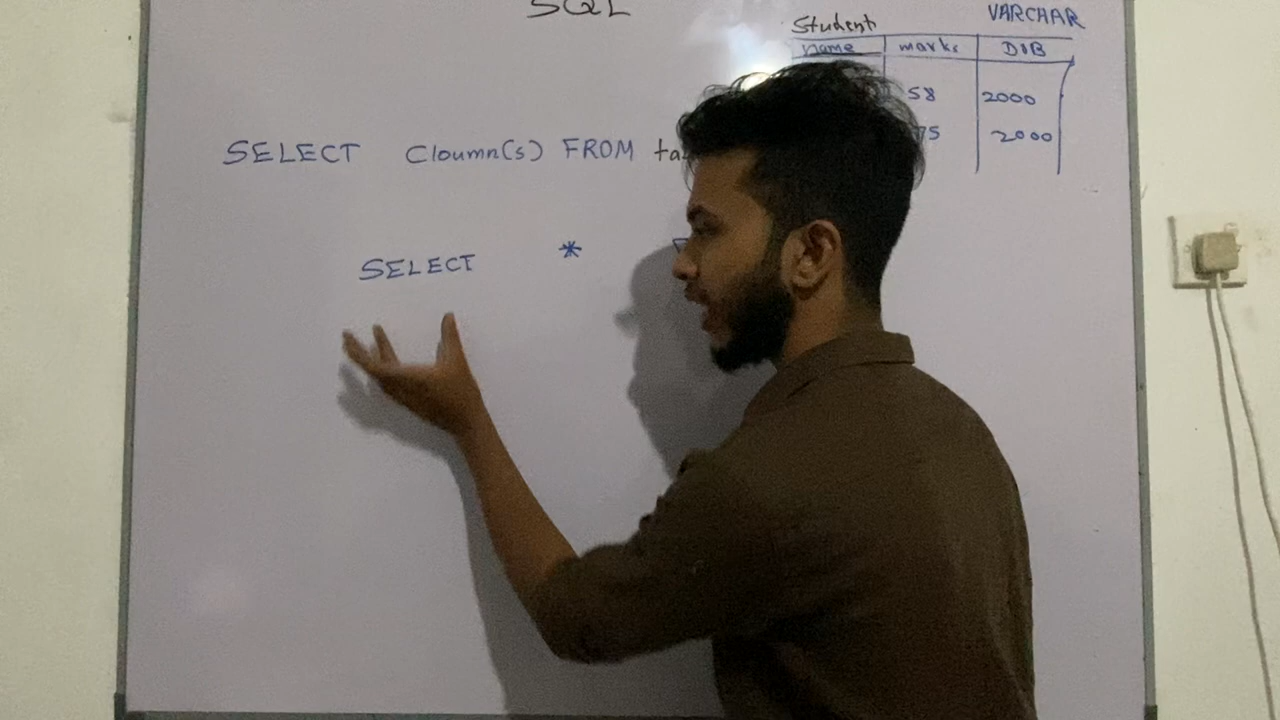 SQL
Student VARCHAR
name marks DOB
58 2000
75 2000
SELECT Cloumn(s) FROM
SELECT *